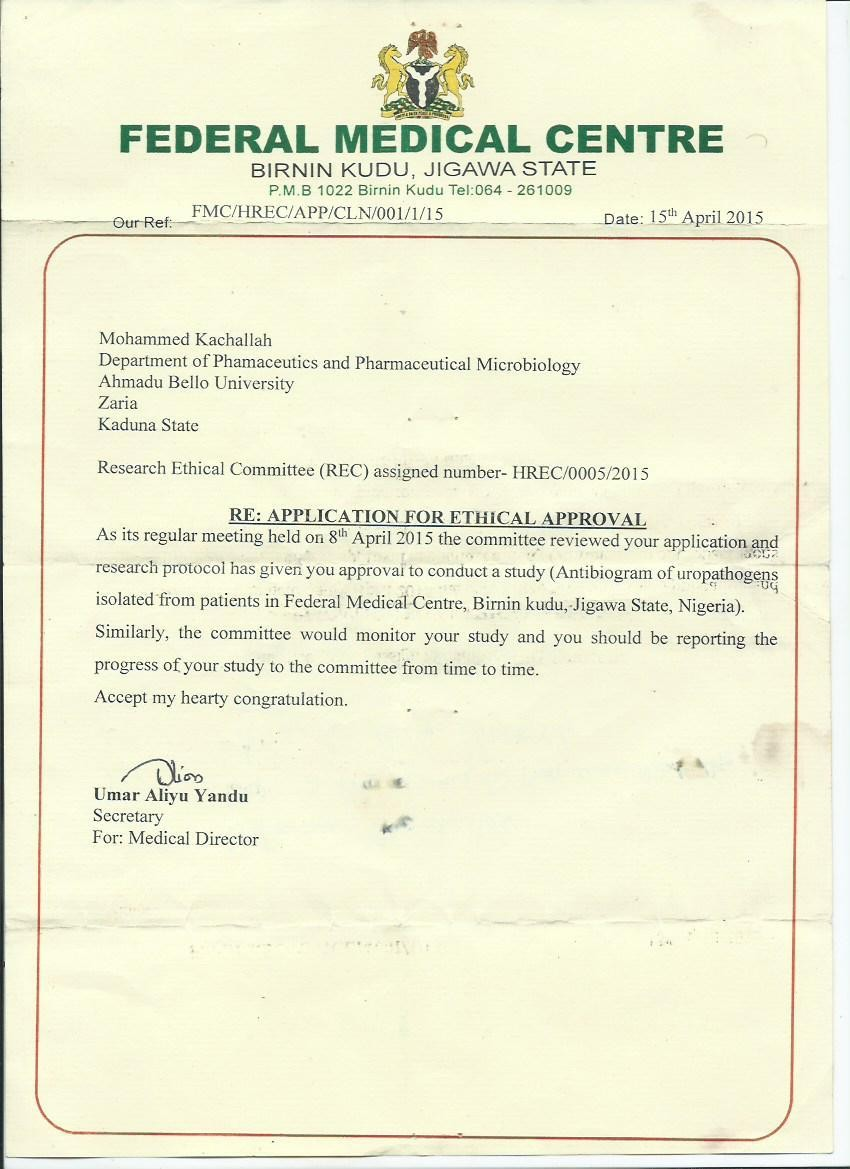 FEDERAL MEDICAL CENTRE
BIRNIN KUDU, JIGAWA STATE
P.M.B 1022 Birnin Kudu Tel:064 - 261009
Our Ref: FMC/HREC/APP/CLN/001/1/15 Date: 15th April 2015
Mohammed Kachallah
Department of Phamaceutics and Pharmaceutical Microbiology
Ahmadu Bello University
Zaria
Kaduna State
Research Ethical Committee (REC) assigned number- HREC/0005/2015
RE: APPLICATION FOR ETHICAL APPROVAL
As its regular meeting held on 8th April 2015 the committee reviewed your application and
research protocol has given you approval to conduct a study (Antibiogram of uropathogens
isolated from patients in Federal Medical Centre, Birnin kudu, Jigawa State, Nigeria).
Similarly, the committee would monitor your study and you should be reporting the
progress of your study to the committee from time to time.
Accept my hearty congratulation.
Umar Aliyu Yandu
Secretary
For: Medical Director